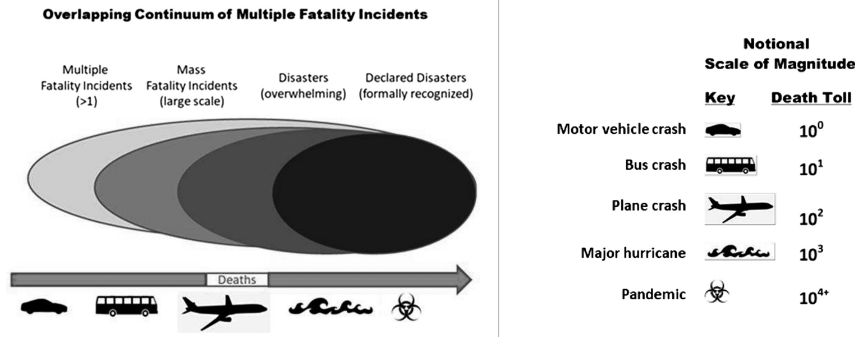 Overlapping Continuum of Multiple Fatality Incidents
Multiple
Fatality Incidents
(>1)
Mass
Fatality Incidents
(large scale)
Disasters
(overwhelming)
Declared Disasters
(formally recognized)
Deaths
Notional
Scale of Magnitude
Key Death Toll
Motor vehicle crash 10⁰
Bus crash 10¹
Plane crash 10²
Major hurricane 10³
Pandemic 10⁴⁺